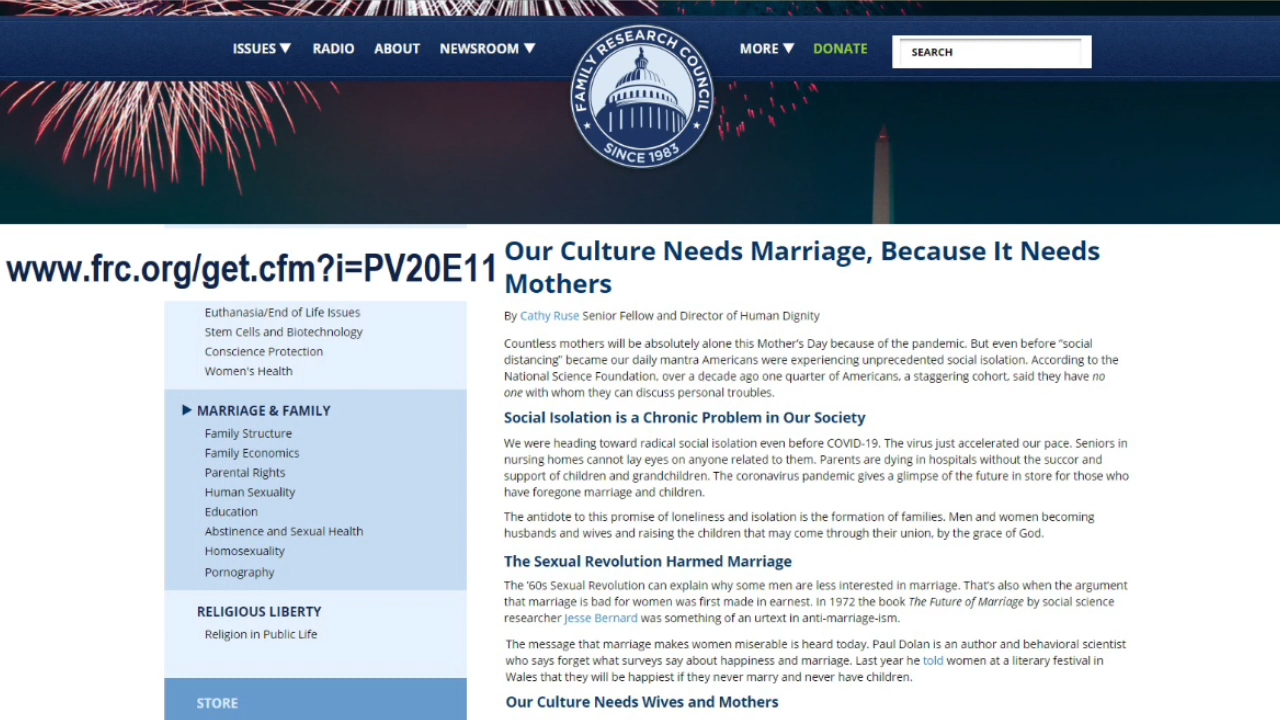 ISSUES ▼ RADIO ABOUT NEWSROOM ▼
FAMILY RESEARCH COUNCIL
SINCE 1983
MORE ▼ DONATE
SEARCH
www.frc.org/get.cfm?i=PV20E11
Euthanasia/End of Life Issues
Stem Cells and Biotechnology
Conscience Protection
Women's Health
MARRIAGE & FAMILY
Family Structure
Family Economics
Parental Rights
Human Sexuality
Education
Abstinence and Sexual Health
Homosexuality
Pornography
RELIGIOUS LIBERTY
Religion in Public Life
STORE
Our Culture Needs Marriage, Because It Needs
Mothers
By Cathy Ruse Senior Fellow and Director of Human Dignity
Countless mothers will be absolutely alone this Mother's Day because of the pandemic. But even before "social
distancing" became our daily mantra Americans were experiencing unprecedented social isolation. According to the
National Science Foundation, over a decade ago one quarter of Americans, a staggering cohort, said they have no
one with whom they can discuss personal troubles.
Social Isolation is a Chronic Problem in Our Society
We were heading toward radical social isolation even before COVID-19. The virus just accelerated our pace. Seniors in
nursing homes cannot lay eyes on anyone related to them. Parents are dying in hospitals without the succor and
support of children and grandchildren. The coronavirus pandemic gives a glimpse of the future in store for those who
have foregone marriage and children.
The antidote to this promise of loneliness and isolation is the formation of families. Men and women becoming
husbands and wives and raising the children that may come through their union, by the grace of God.
The Sexual Revolution Harmed Marriage
The '60s Sexual Revolution can explain why some men are less interested in marriage. That's also when the argument
that marriage is bad for women was first made in earnest. In 1972 the book The Future of Marriage by social science
researcher Jesse Bernard was something of an urtext in anti-marriage-ism.
The message that marriage makes women miserable is heard today. Paul Dolan is an author and behavioral scientist
who says forget what surveys say about happiness and marriage. Last year he told women at a literary festival in
Wales that they will be happiest if they never marry and never have children.
Our Culture Needs Wives and Mothers